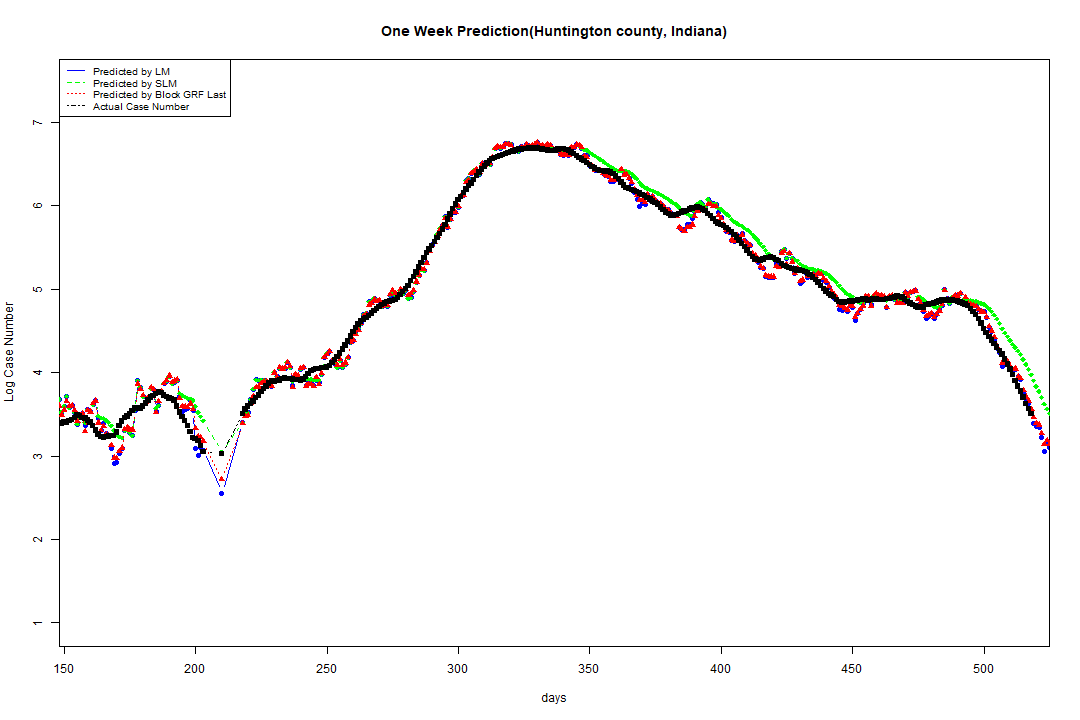 One Week Prediction(Huntington county, Indiana)
Predicted by LM
Predicted by SLM
Predicted by Block GRF Last
Actual Case Number
7
6
5
4
3
2
1
Log Case Number
150 200 250 300 350 400 450 500
days